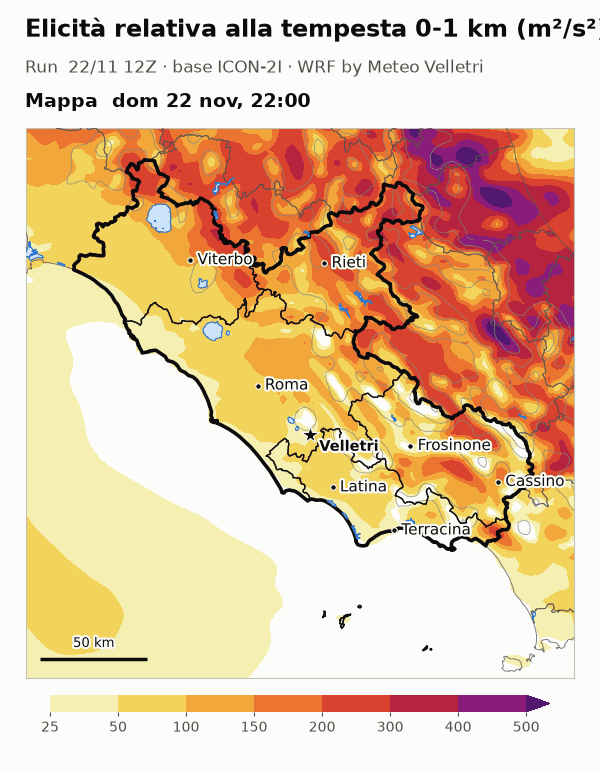 Elicità relativa alla tempesta 0-1 km (m²/s²)
Run 22/11 12Z · base ICON-2I · WRF by Meteo Velletri
Mappa dom 22 nov, 22:00
Viterbo
Rieti
Roma
Velletri
Frosinone
Latina
Cassino
Terracina
50 km
25 50 100 150 200 300 400 500